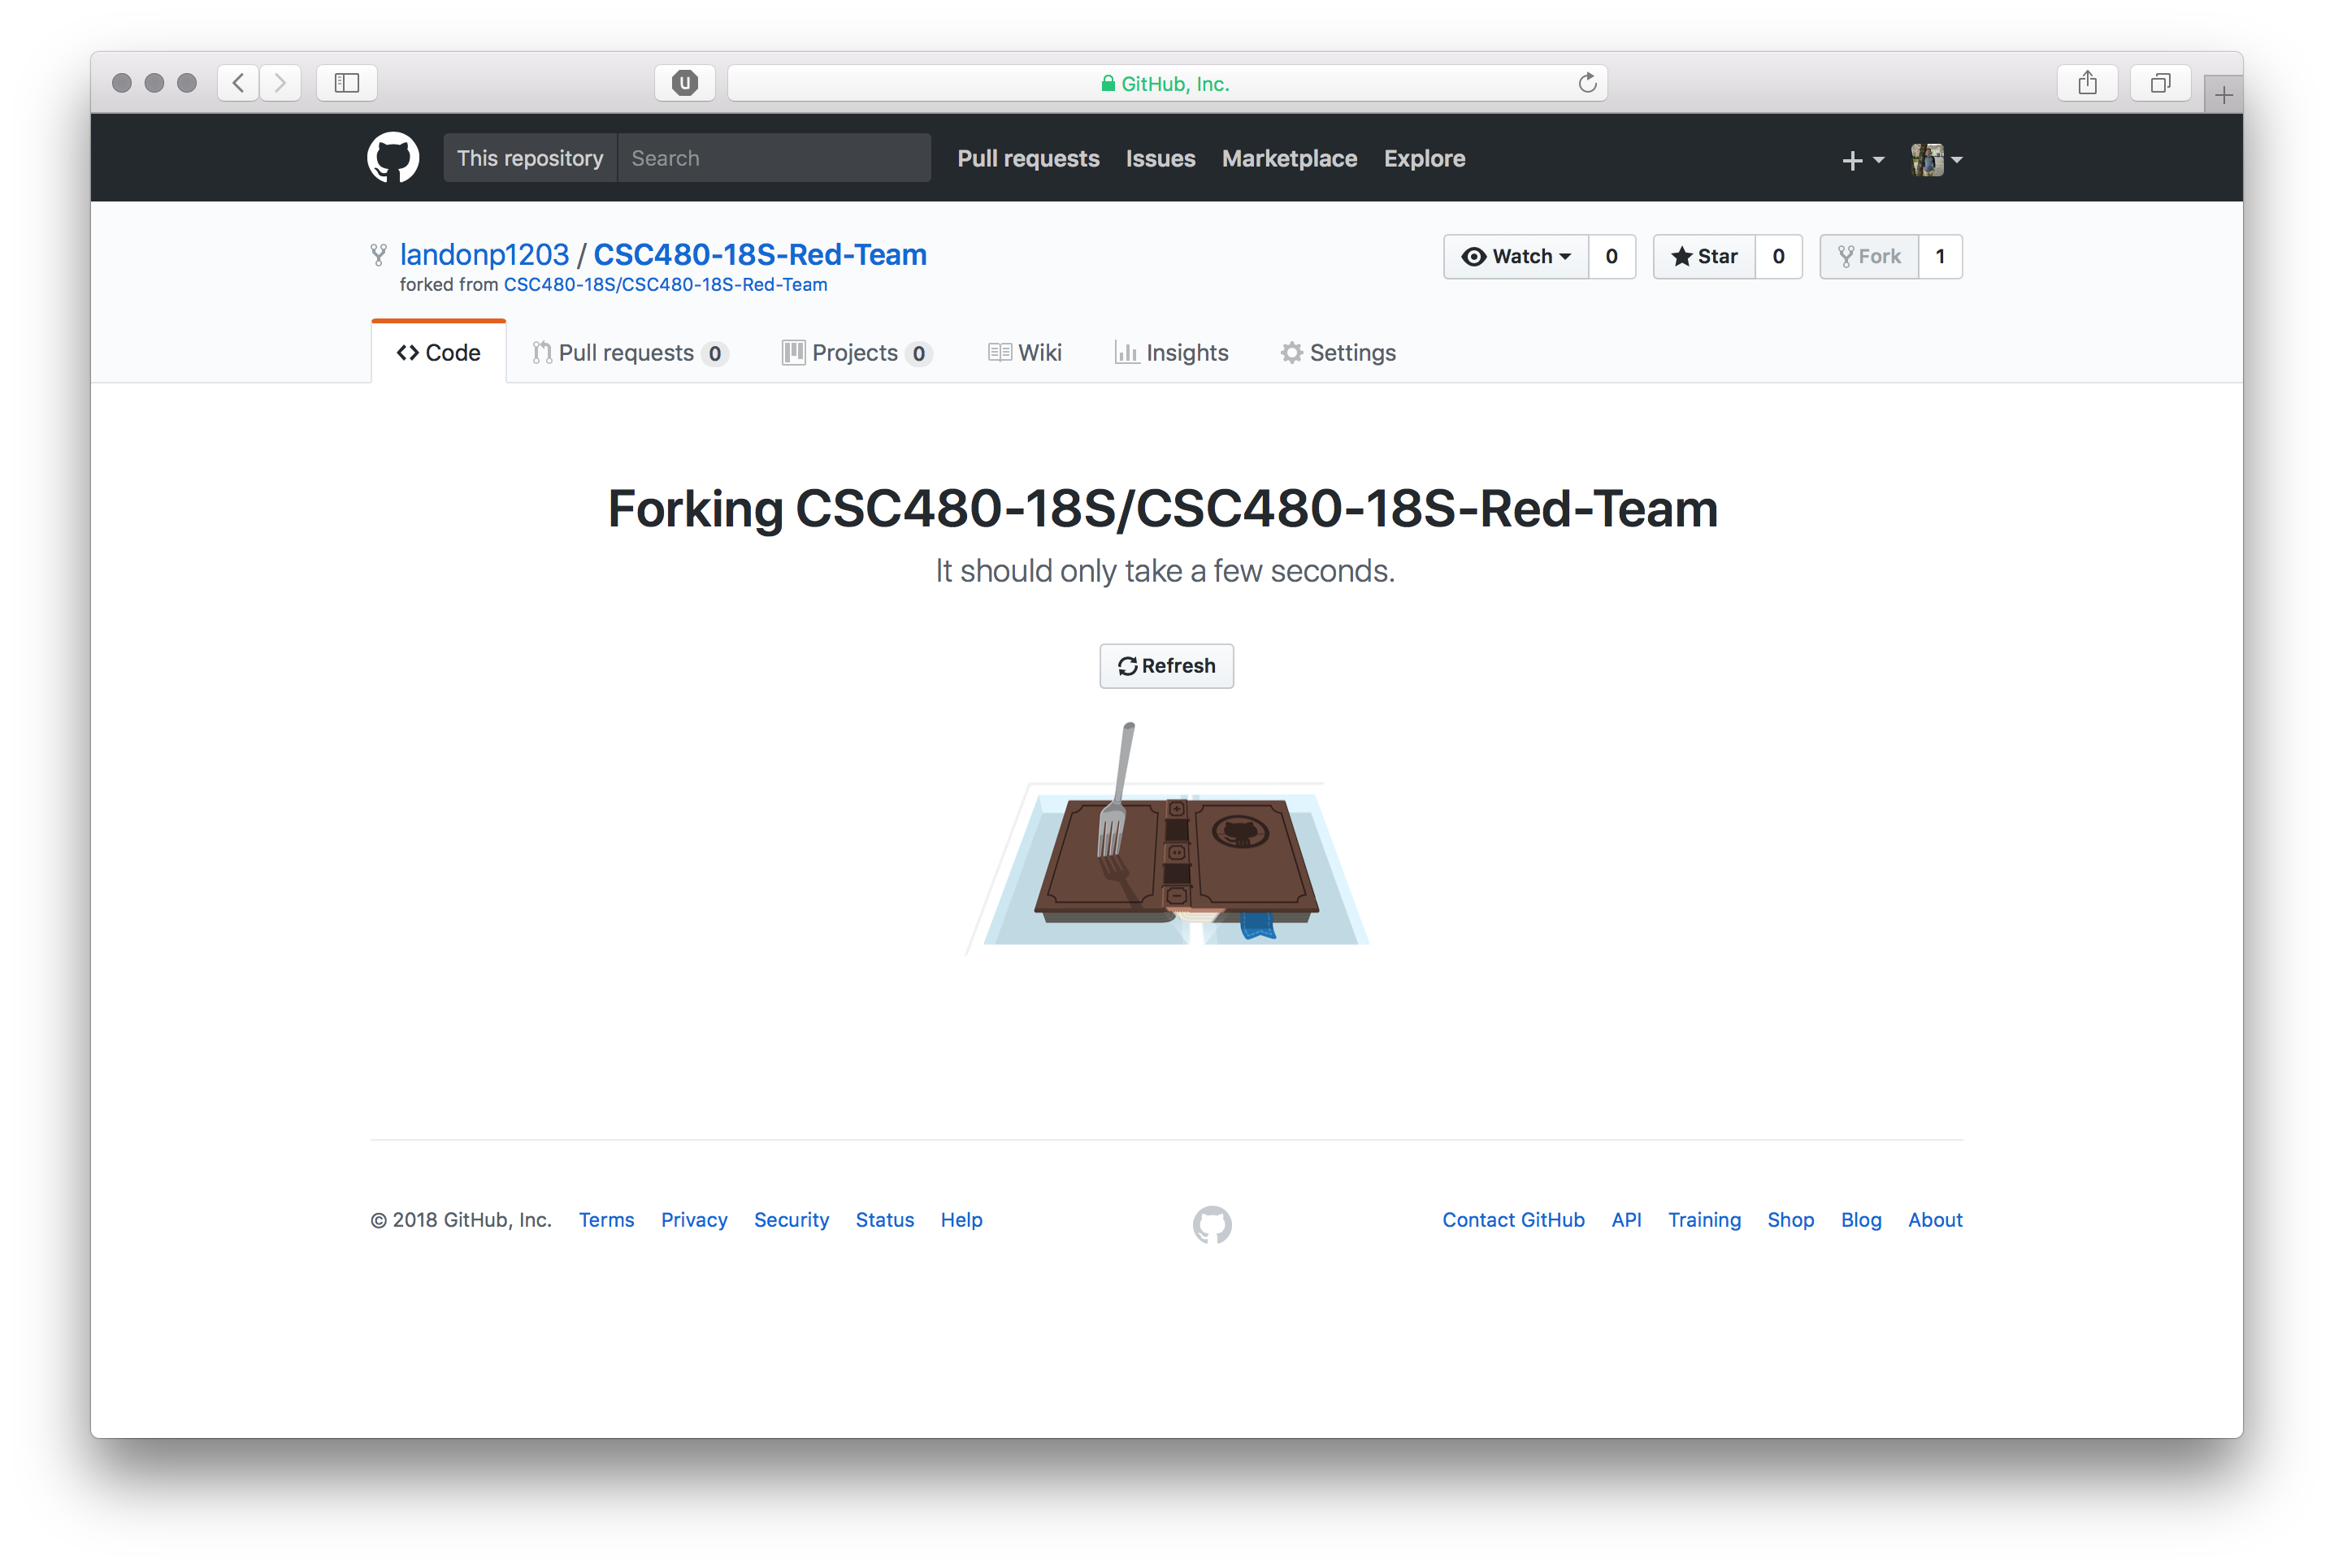 GitHub, Inc.
This repository Search Pull requests Issues Marketplace Explore
landonp1203 / CSC480-18S-Red-Team
Watch 0 Star 0 Fork 1
forked from CSC480-18S/CSC480-18S-Red-Team
Code Pull requests 0 Projects 0 Wiki Insights Settings
Forking CSC480-18S/CSC480-18S-Red-Team
It should only take a few seconds.
Refresh
© 2018 GitHub, Inc. Terms Privacy Security Status Help Contact GitHub API Training Shop Blog About